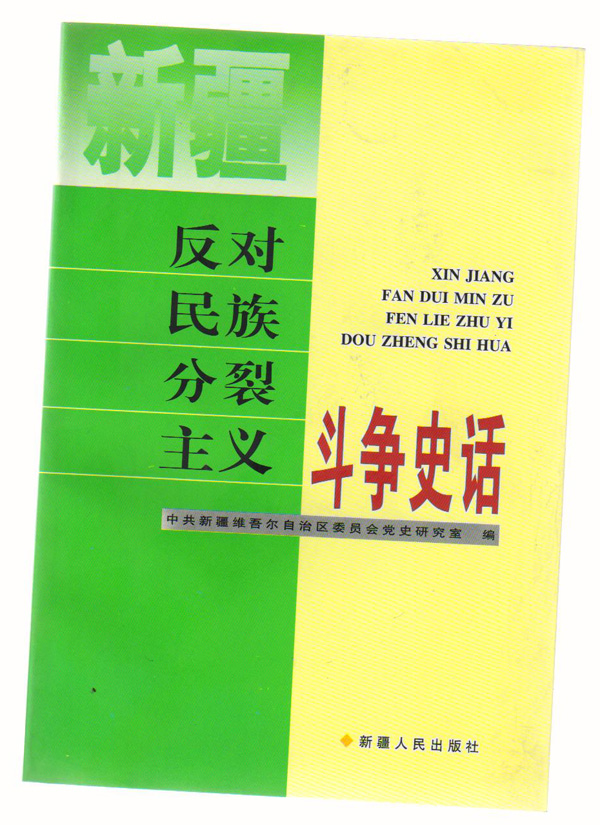 新疆
反对
民族
分裂
主义
XIN JIANG
FAN DUI MIN ZU
FEN LIE ZHU YI
DOU ZHENG SHI HUA
斗争史话
中共新疆维吾尔自治区委员会党史研究室 编
新疆人民出版社